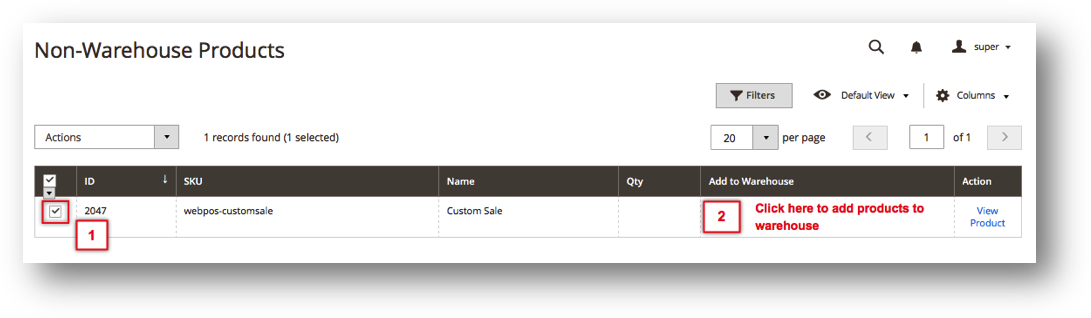 Non-Warehouse Products
super
Filters
Default View
Columns
Actions
1 records found (1 selected)
20
per page
1
of 1
ID ↓ SKU Name Qty Add to Warehouse Action
2047 webpos-customsale Custom Sale
View
Product
1
2
Click here to add products to
warehouse